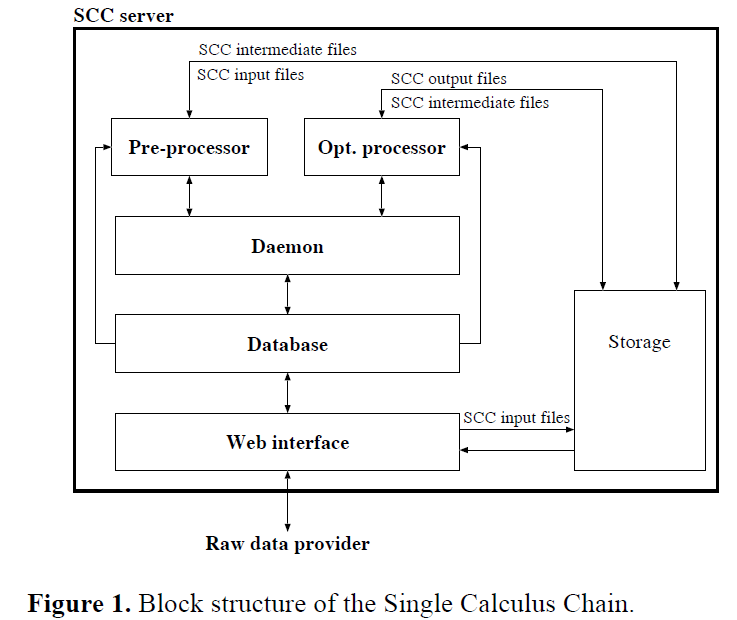 SCC server
SCC intermediate files
SCC input files
SCC output files
SCC intermediate files
Pre-processor
Opt. processor
Daemon
Database
Storage
SCC input files
Web interface
Raw data provider
Figure 1. Block structure of the Single Calculus Chain.